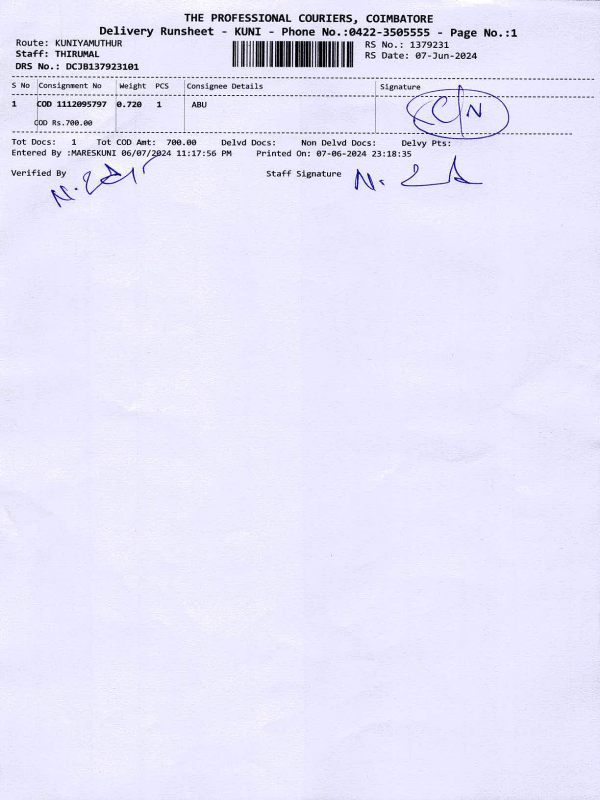 THE PROFESSIONAL COURIERS, COIMBATORE
Delivery Runsheet - KUNI - Phone No.:0422-3505555 - Page No.:1
Route: KUNIYAMUTHUR
RS No.: 1379231
Staff: THIRUMAL
RS Date: 07-Jun-2024
DRS No.: DCJB137923101
S No Consignment No Weight PCS Consignee Details Signature
1 COD 1112095797 0.720 1 ABU C/N
COD Rs.700.00
Tot Docs: 1 Tot COD Amt: 700.00 Delvd Docs: Non Delvd Docs: Delvy Pts:
Entered By :MARESKUNI 06/07/2024 11:17:56 PM Printed On: 07-06-2024 23:18:35
Verified By Staff Signature